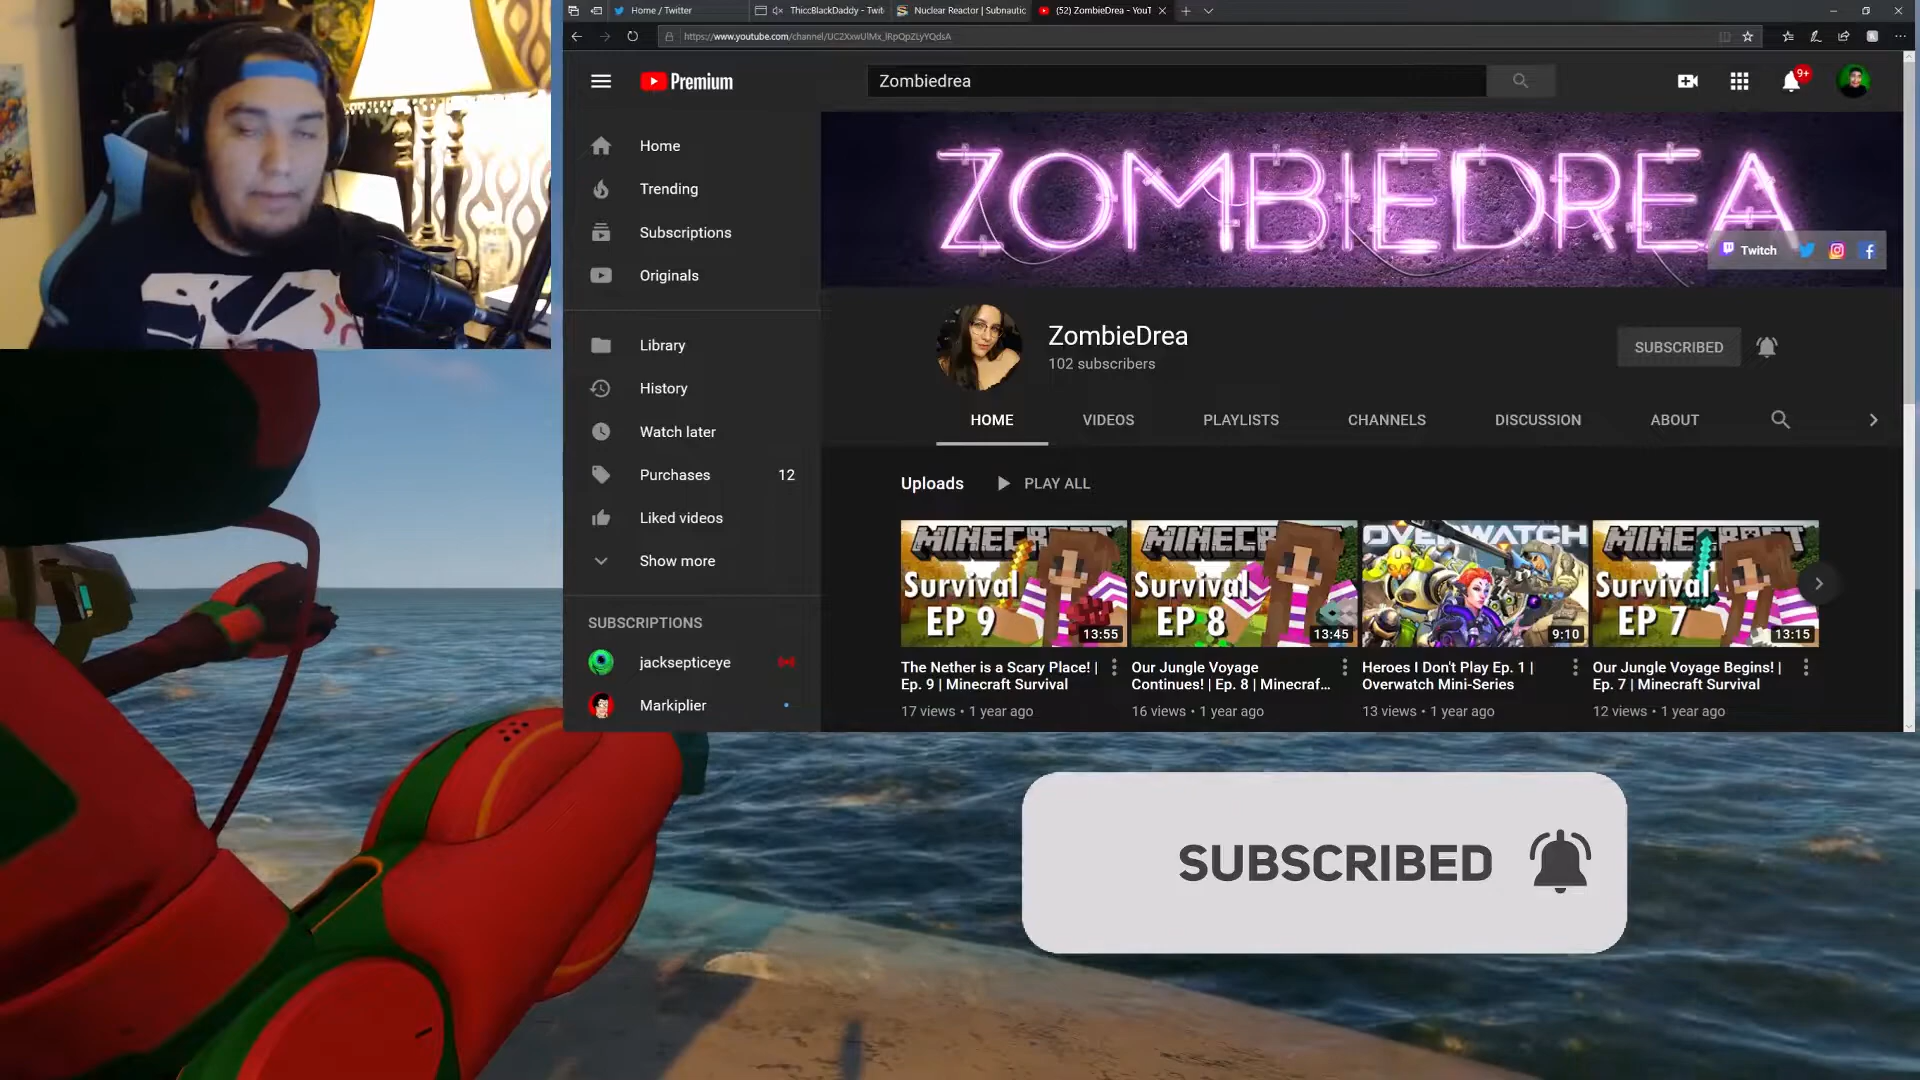 Home / Twitter
ThiccBlackDaddy - Twit
Nuclear Reactor | Subnautic
(52) ZombieDrea - YouT
Premium
Zombiedrea
9+
Home
Trending
Subscriptions
Originals
Library
History
Watch later
Purchases 12
Liked videos
Show more
SUBSCRIPTIONS
jacksepticeye
Markiplier
ZOMBIEDREA
Twitch
ZombieDrea
102 subscribers
SUBSCRIBED
HOME VIDEOS PLAYLISTS CHANNELS DISCUSSION ABOUT
Uploads PLAY ALL
MINECR
Survival
EP 9
13:55
The Nether is a Scary Place! |
Ep. 9 | Minecraft Survival
17 views • 1 year ago
MINECR
Survival
EP 8
13:45
Our Jungle Voyage
Continues! | Ep. 8 | Minecraf...
16 views • 1 year ago
OVERWATCH
9:10
Heroes I Don't Play Ep. 1 |
Overwatch Mini-Series
13 views • 1 year ago
MINECRAFT
Survival
EP 7
13:15
Our Jungle Voyage Begins! |
Ep. 7 | Minecraft Survival
12 views • 1 year ago
SUBSCRIBED